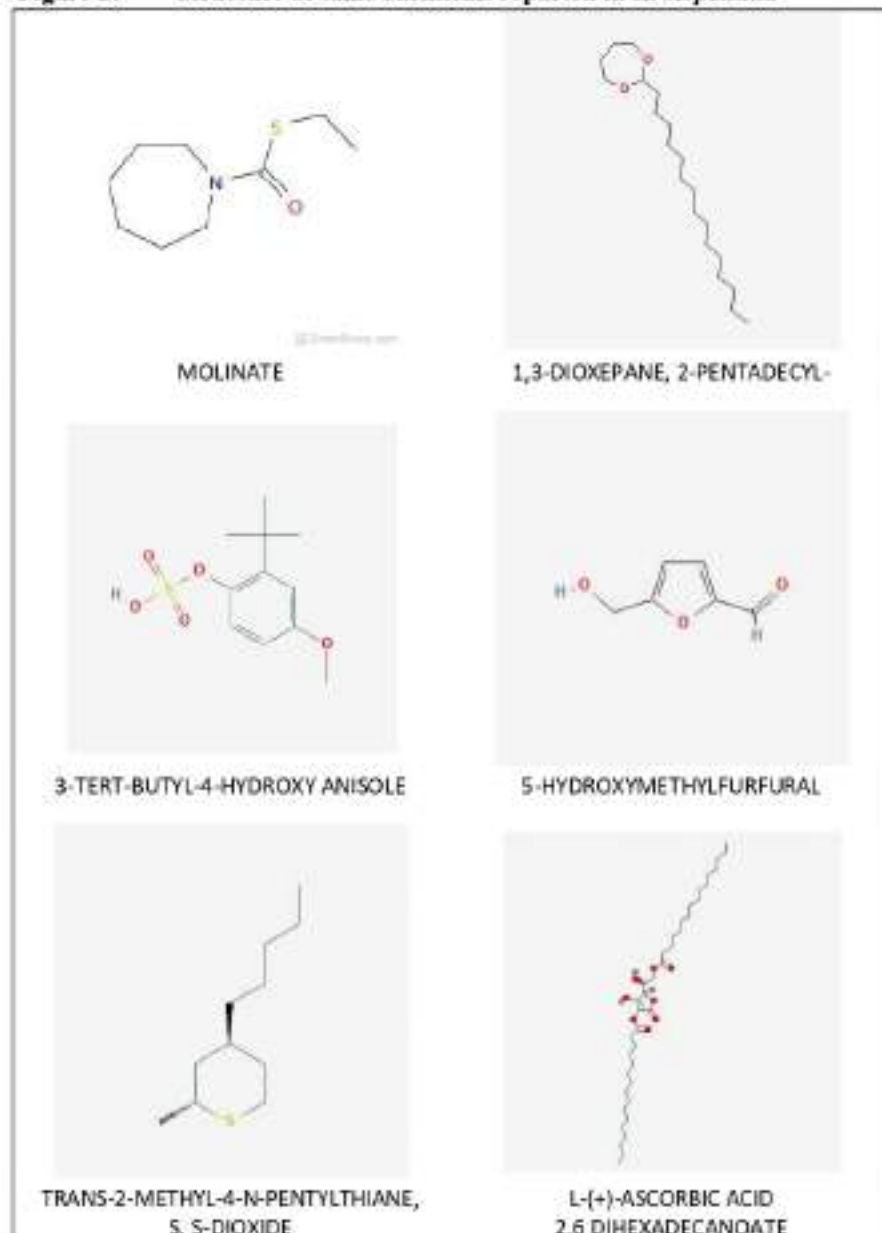 MOLINATE
1,3-DIOXEPANE, 2-PENTADECYL-
S
N
O
O
O
3-TERT-BUTYL-4-HYDROXY ANISOLE
5-HYDROXYMETHYLFURFURAL
O
O
H
O
O
O
H
O
O
O
H
TRANS-2-METHYL-4-N-PENTYLTHIANE,
S, S-DIOXIDE
L-(+)-ASCORBIC ACID
2,6 DIHEXADECANOATE
S